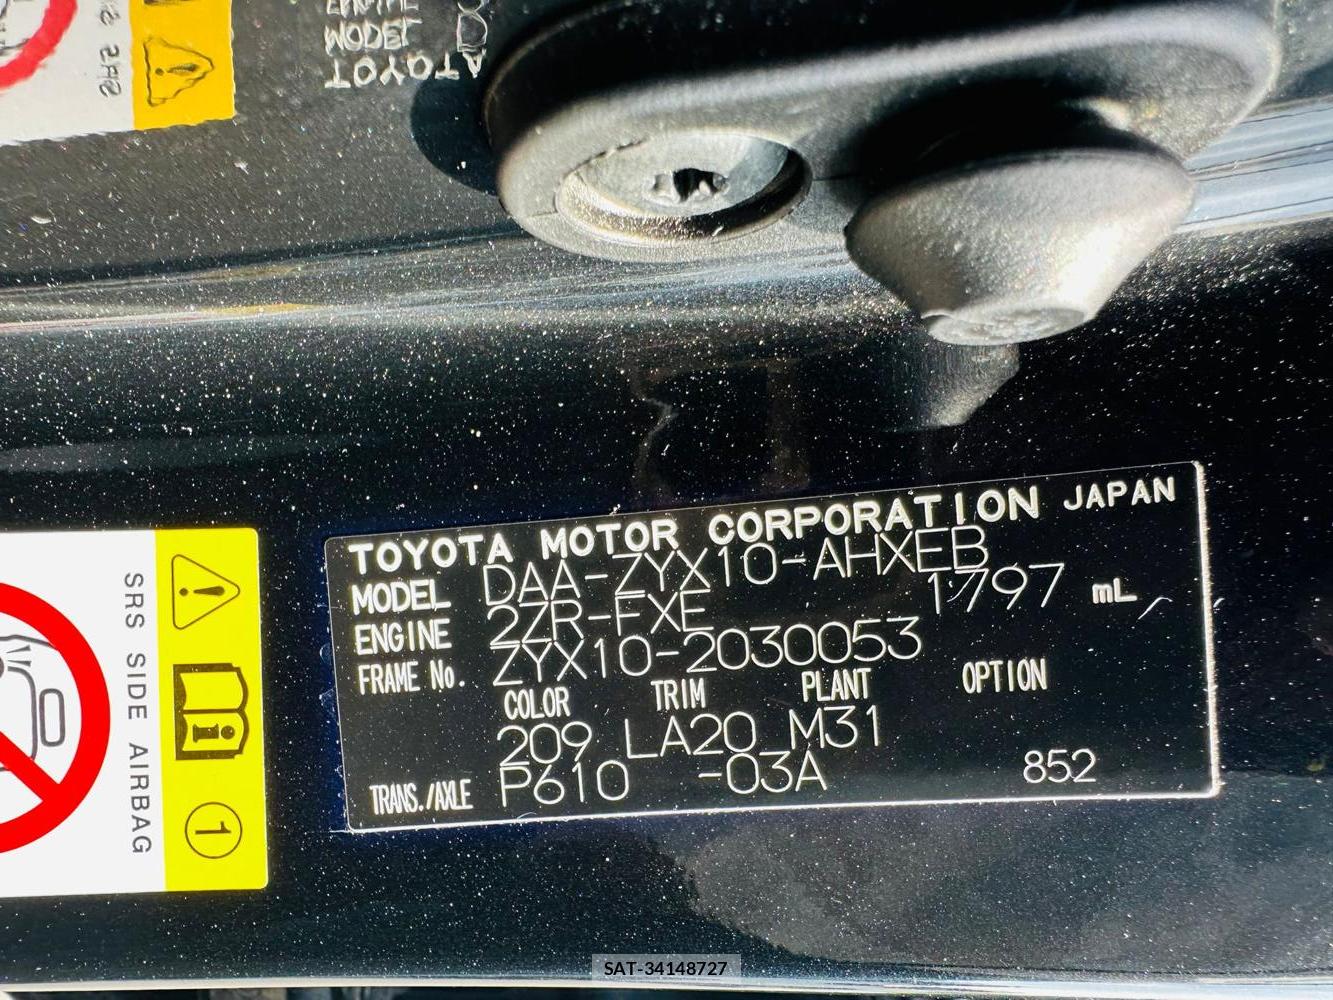 TOYOTA MOTOR CORPORATION JAPAN
MODEL DAA-ZYX10-AHXEB
ENGINE 2ZR-FXE 1797 mL
FRAME No. ZYX10-2030053
COLOR TRIM PLANT OPTION
209 LA20 M31
TRANS./AXLE P610 -03A 852
SRS SIDE AIRBAG
1
TOYOTA
MODEL
SAT-34148727